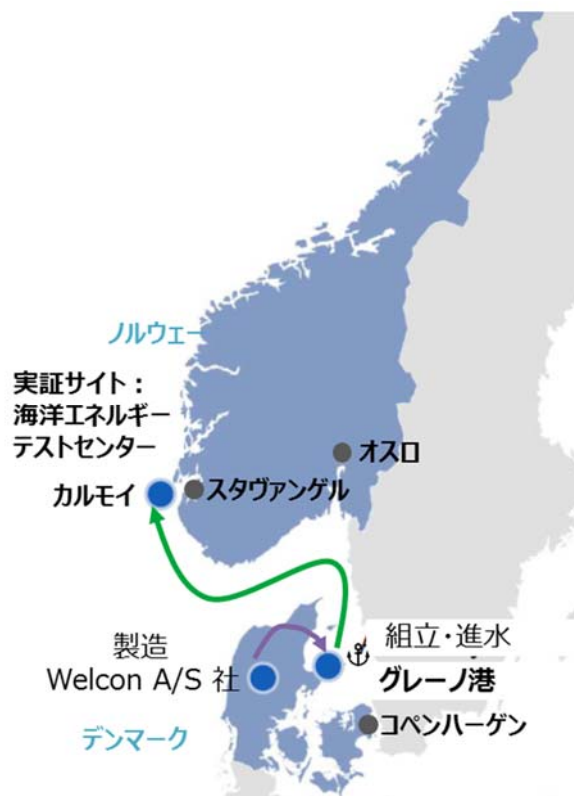 ノルウェー
実証サイト：
海洋エネルギー
テストセンター
オスロ
カルモイ
スタヴァンゲル
製造
Welcon A/S 社
組立・進水
グレーノ港
デンマーク
コペンハーゲン